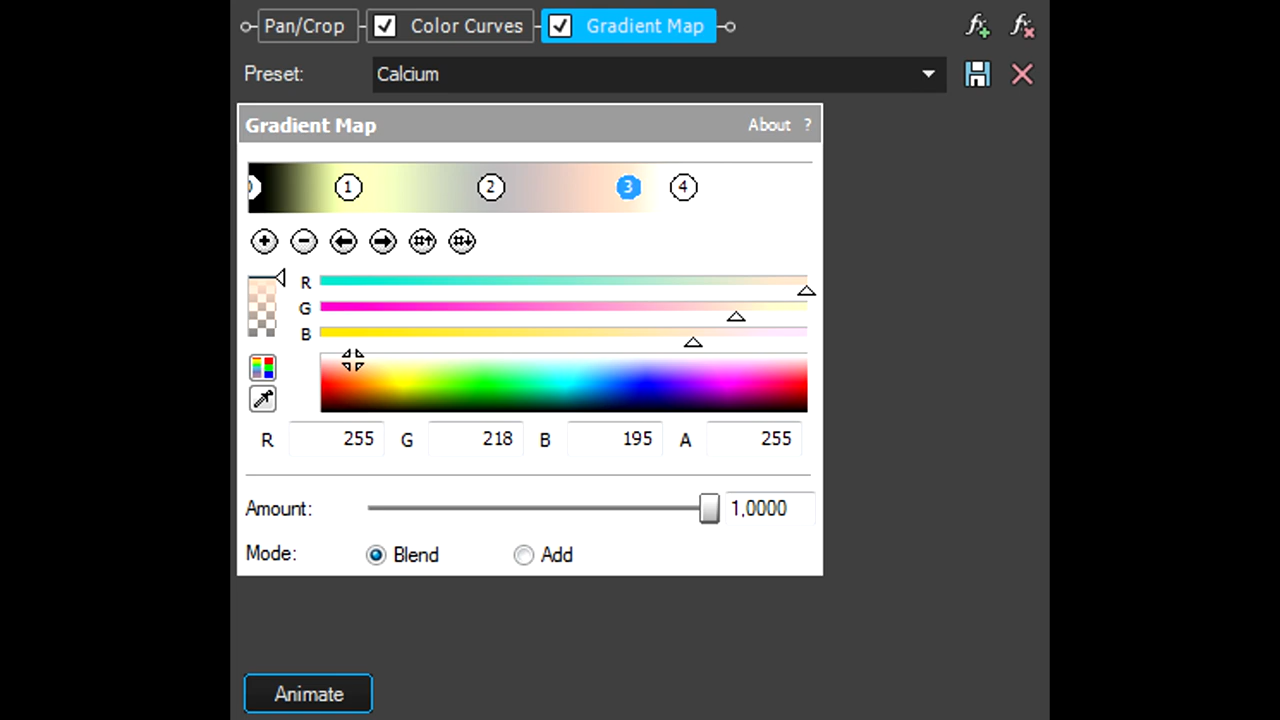 Pan/Crop Color Curves Gradient Map
Preset: Calcium
Gradient Map About ?
1 2 3 4
R
G
B
R 255 G 218 B 195 A 255
Amount: 1,0000
Mode: Blend Add
Animate